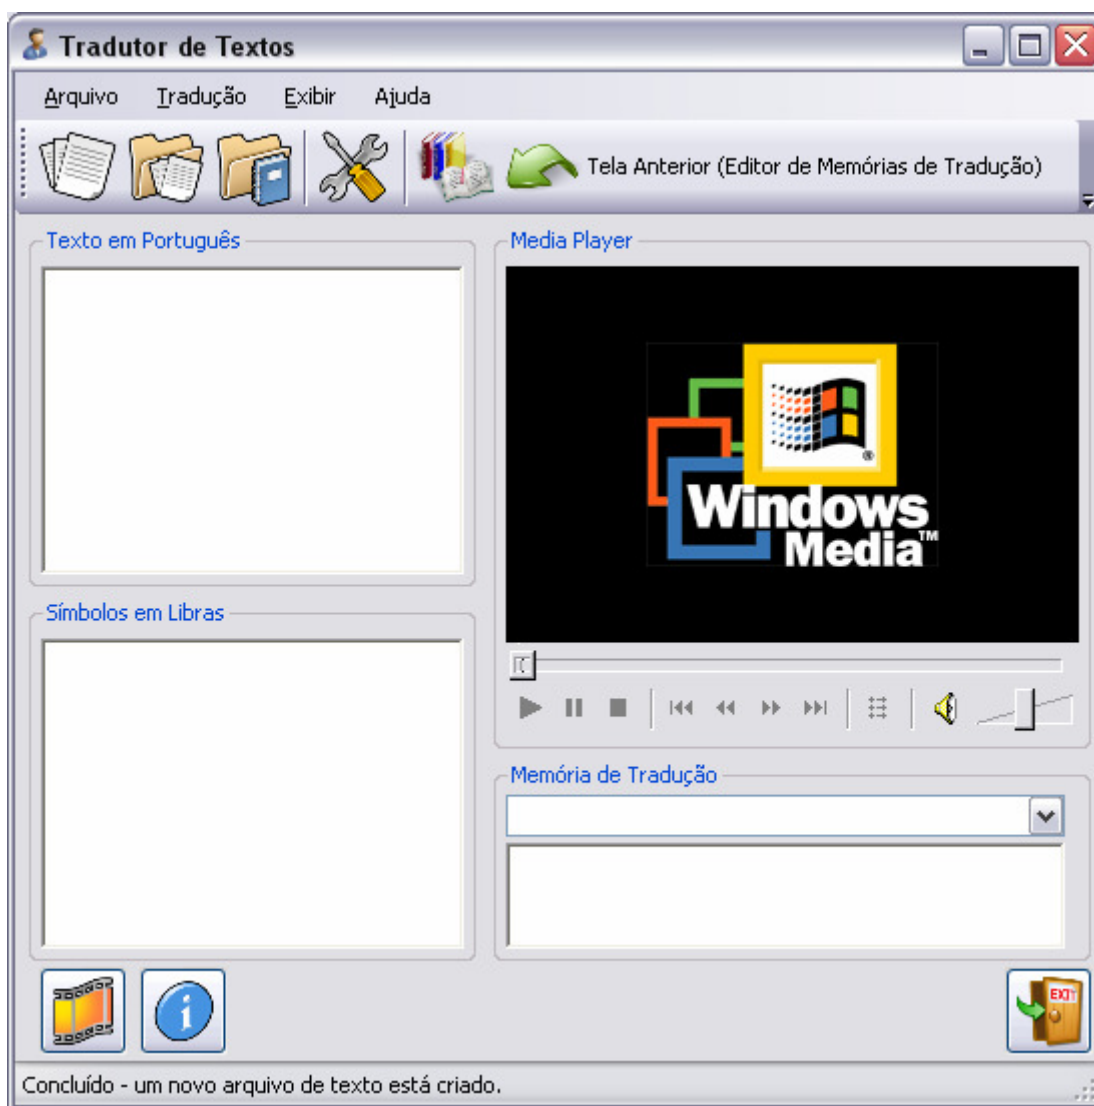 Tradutor de Textos
Arquivo Tradução Exibir Ajuda
Tela Anterior (Editor de Memórias de Tradução)
Texto em Português
Media Player
Windows
Media™
Símbolos em Libras
Memória de Tradução
EXIT
Concluído - um novo arquivo de texto está criado.